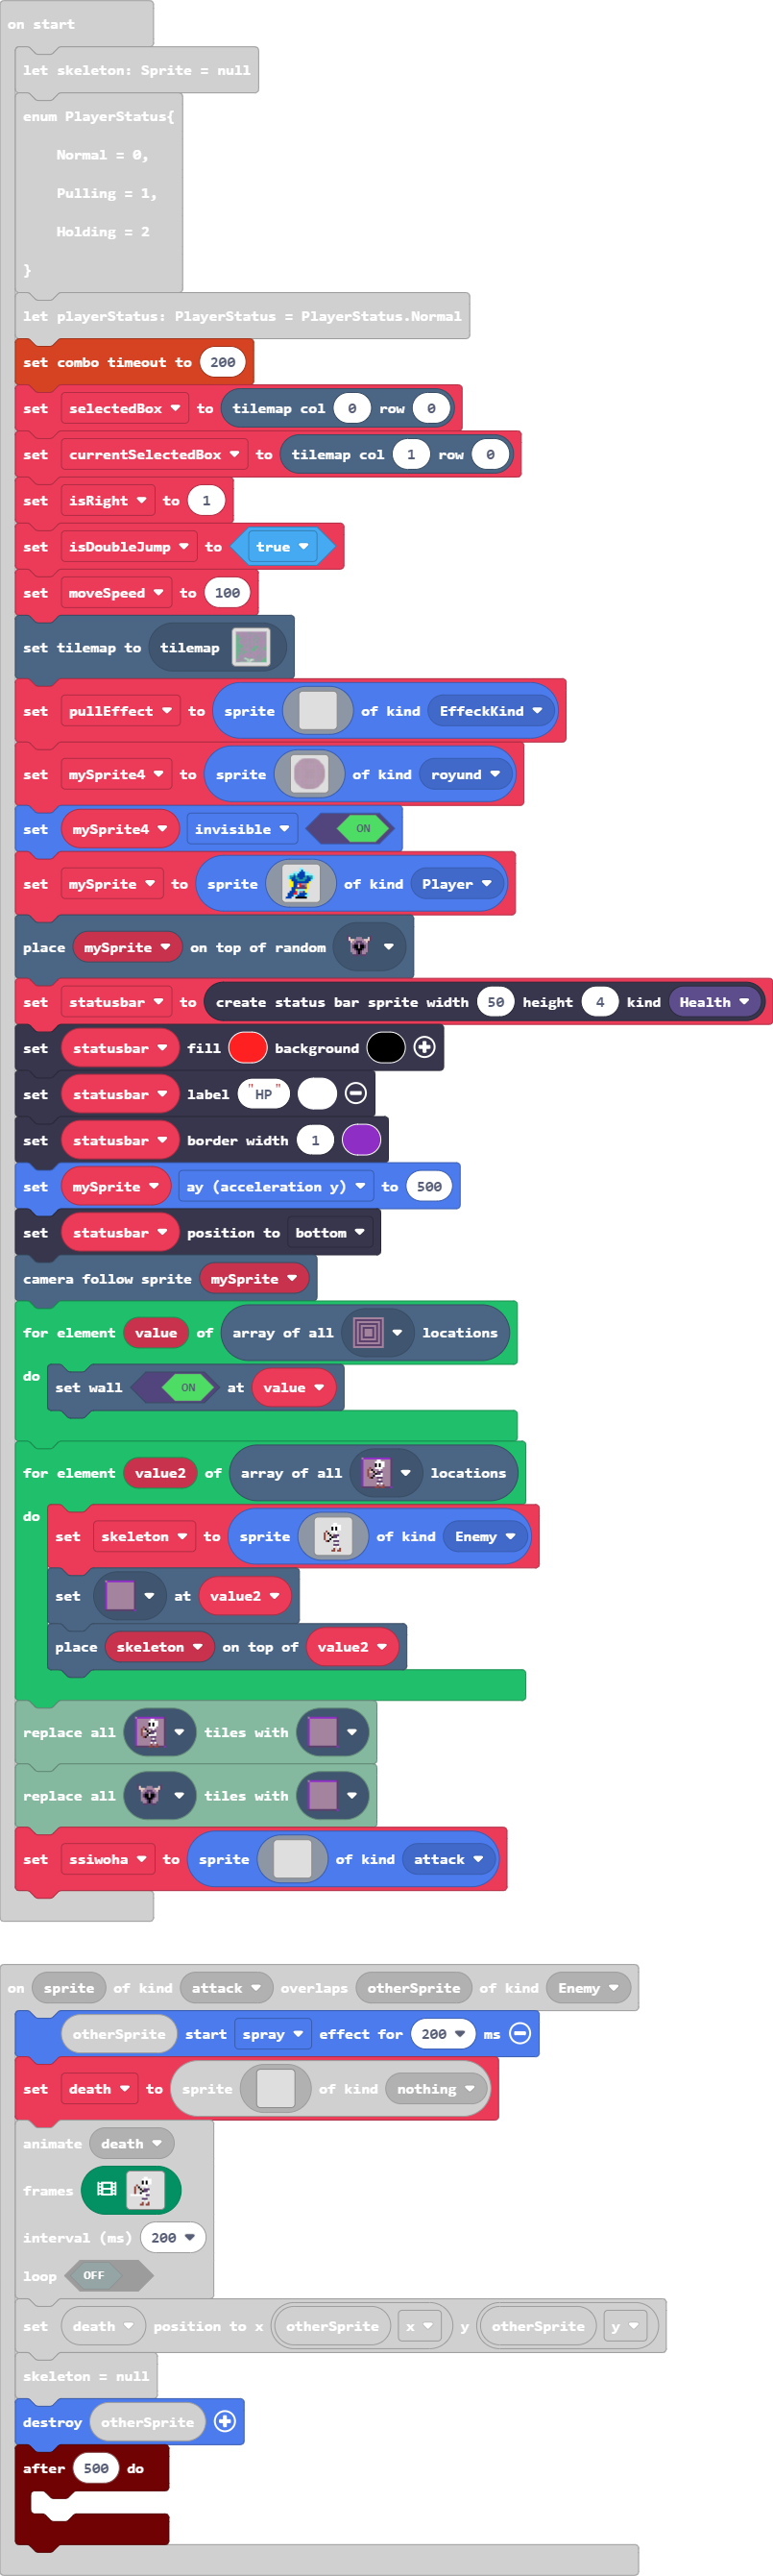 on start
let skeleton: Sprite = null
enum PlayerStatus{
Normal = 0,
Pulling = 1,
Holding = 2
}
let playerStatus: PlayerStatus = PlayerStatus.Normal
set combo timeout to 200
set selectedBox to tilemap col 0 row 0
set currentSelectedBox to tilemap col 1 row 0
set isRight to 1
set isDoubleJump to true
set moveSpeed to 100
set tilemap to tilemap
set pullEffect to sprite of kind EffeckKind
set mySprite4 to sprite of kind royund
set mySprite4 invisible ON
set mySprite to sprite of kind Player
place mySprite on top of random
set statusbar to create status bar sprite width 50 height 4 kind Health
set statusbar fill background
set statusbar label "HP"
set statusbar border width 1
set mySprite ay (acceleration y) to 500
set statusbar position to bottom
camera follow sprite mySprite
for element value of array of all locations
do
set wall ON at value
for element value2 of array of all locations
do
set skeleton to sprite of kind Enemy
set at value2
place skeleton on top of value2
replace all tiles with
replace all tiles with
set ssiwoha to sprite of kind attack
on sprite of kind attack overlaps otherSprite of kind Enemy
otherSprite start spray effect for 200 ms
set death to sprite of kind nothing
animate death
frames
interval (ms) 200
loop OFF
set death position to x otherSprite x y otherSprite y
skeleton = null
destroy otherSprite
after 500 do